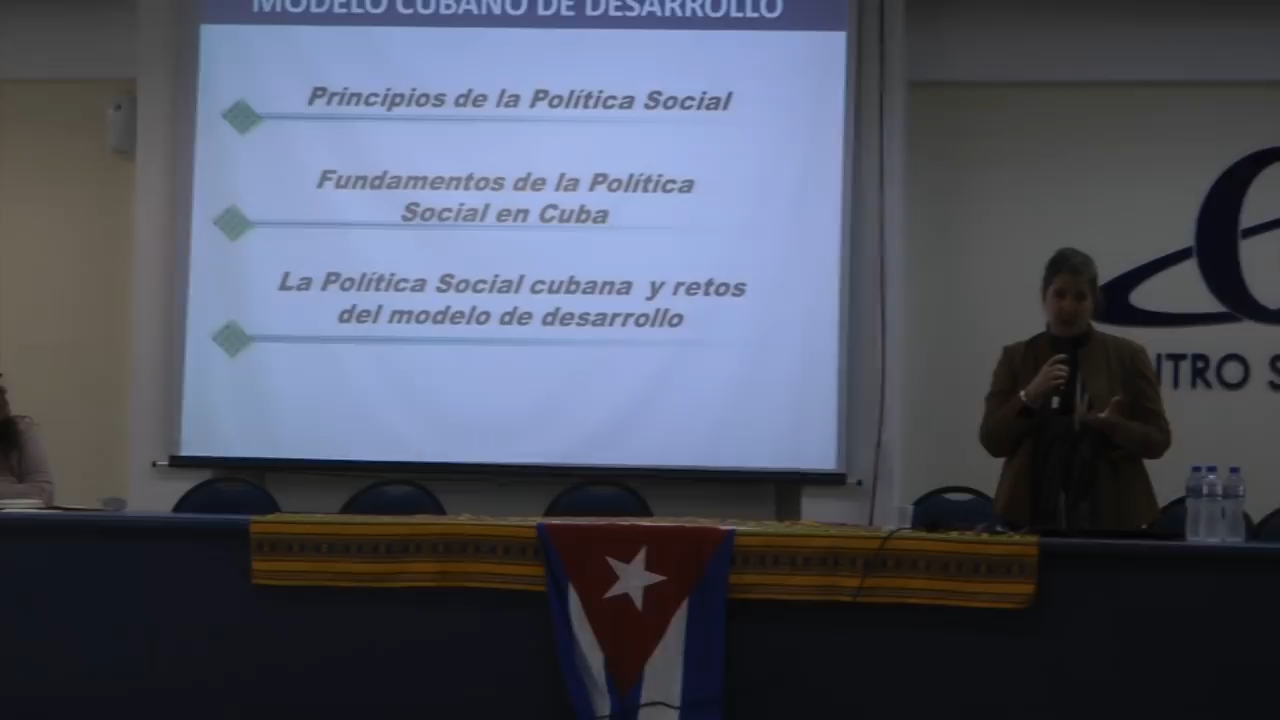 MODELO CUBANO DE DESARROLLO
Principios de la Política Social
Fundamentos de la Política
Social en Cuba
La Política Social cubana y retos
del modelo de desarrollo